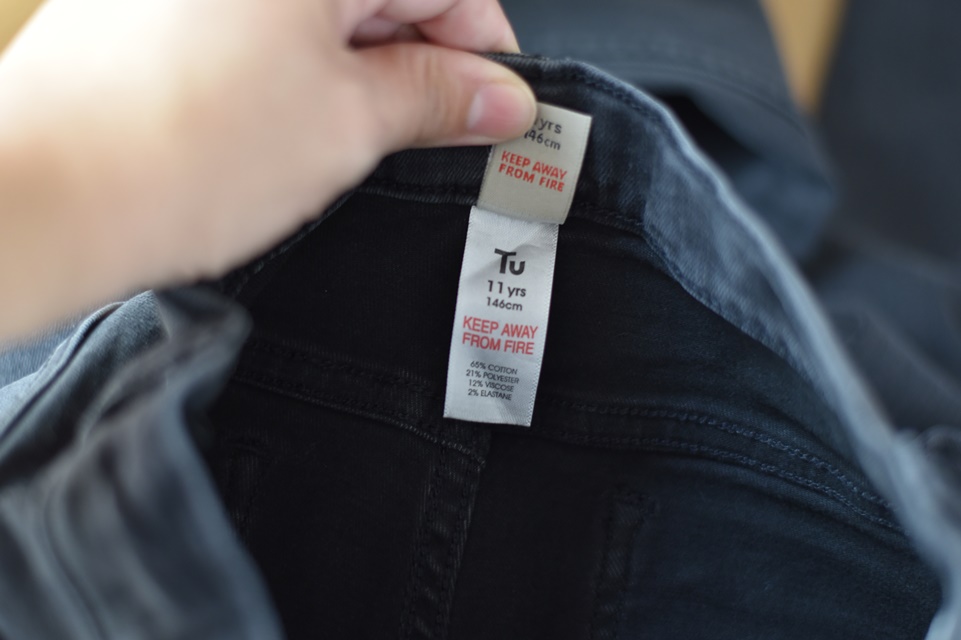 yrs
146cm
KEEP AWAY
FROM FIRE
Tu
11 yrs
146cm
KEEP AWAY
FROM FIRE
65% COTTON
21% POLYESTER
12% VISCOSE
2% ELASTANE